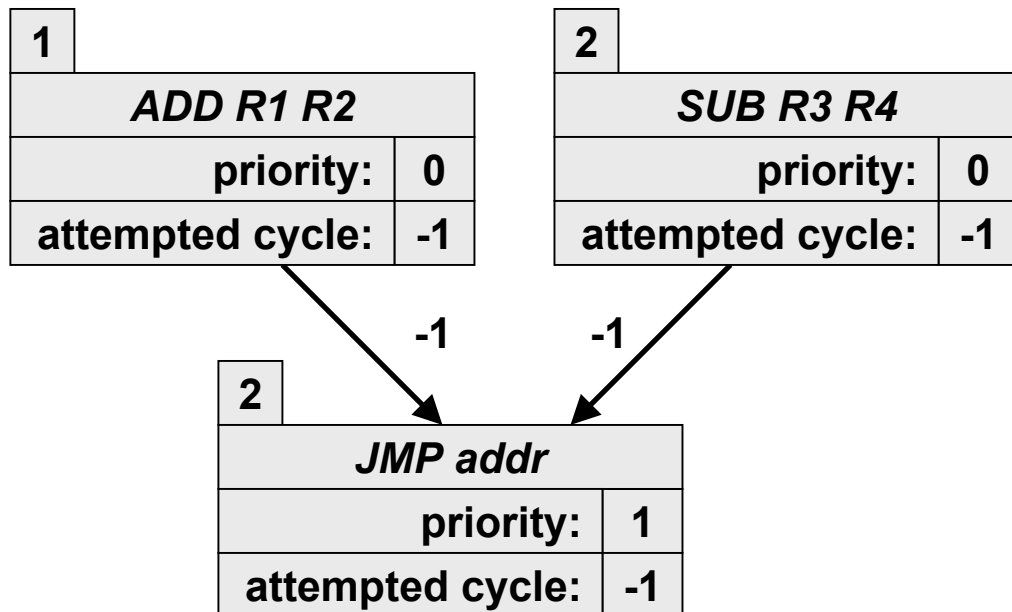 1
ADD R1 R2
priority: 0
attempted cycle: -1
2
SUB R3 R4
priority: 0
attempted cycle: -1
-1
-1
2
JMP addr
priority: 1
attempted cycle: -1